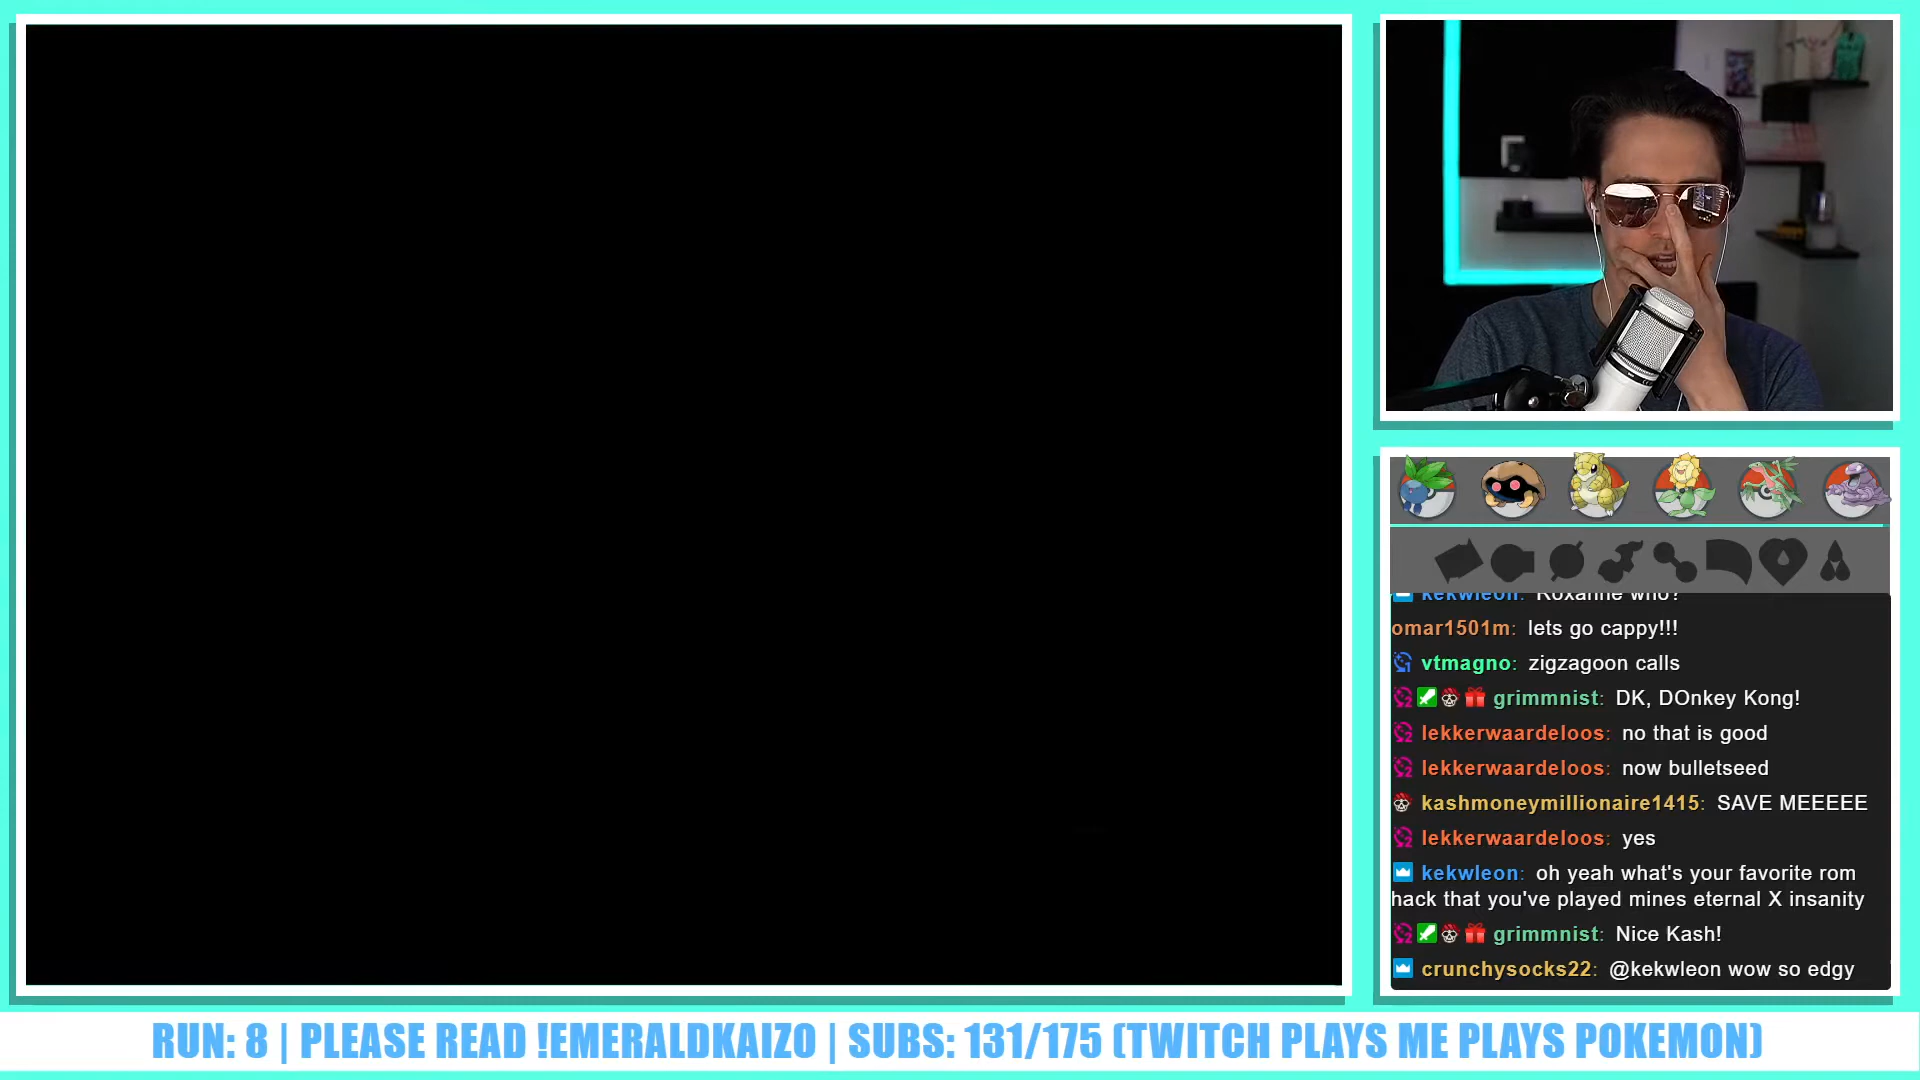 kekwleon: Roxanne who?
omar1501m: lets go cappy!!!
vtmagno: zigzagoon calls
grimmnist: DK, DOnkey Kong!
lekkerwaardeloos: no that is good
lekkerwaardeloos: now bulletseed
kashmoneymillionaire1415: SAVE MEEEEE
lekkerwaardeloos: yes
kekwleon: oh yeah what's your favorite rom
hack that you've played mines eternal X insanity
grimmnist: Nice Kash!
crunchysocks22: @kekwleon wow so edgy
RUN: 8 | PLEASE READ !EMERALDKAIZO | SUBS: 131/175 (TWITCH PLAYS ME PLAYS POKEMON)